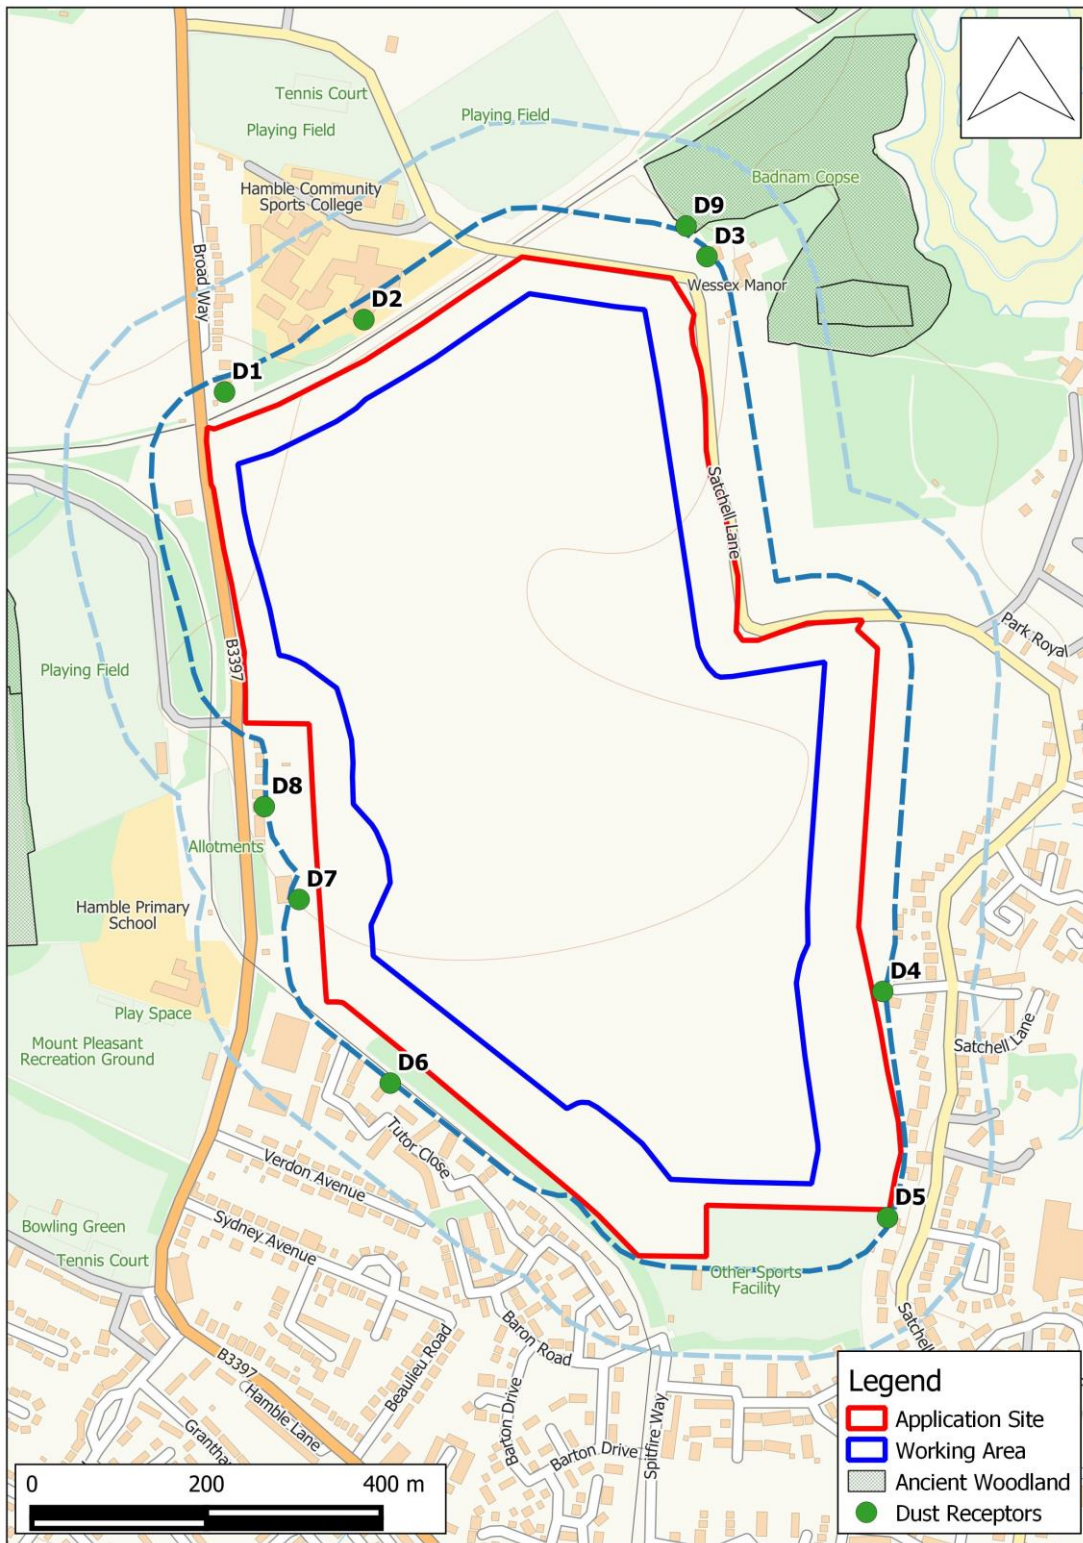 Tennis Court
Playing Field
Playing Field
Hamble Community
Sports College
Badnam Copse
Broad Way
D9
D3
Wessex Manor
D2
D1
Satchell Lane
B3397
Park Royal
Playing Field
D8
Allotments
D7
Hamble Primary
School
D4
Play Space
Mount Pleasant
Recreation Ground
Satchell Lane
D6
Tutor Close
Verdon Avenue
D5
Sydney Avenue
Bowling Green
Tennis Court
Other Sports
Facility
Satchell
Baron Road
Beaulieu Road
B3397
Hamble Lane
Barton Drive
Barton Drive
Spitfire Way
Grantha
Legend
Application Site
Working Area
Ancient Woodland
Dust Receptors
0 200 400 m